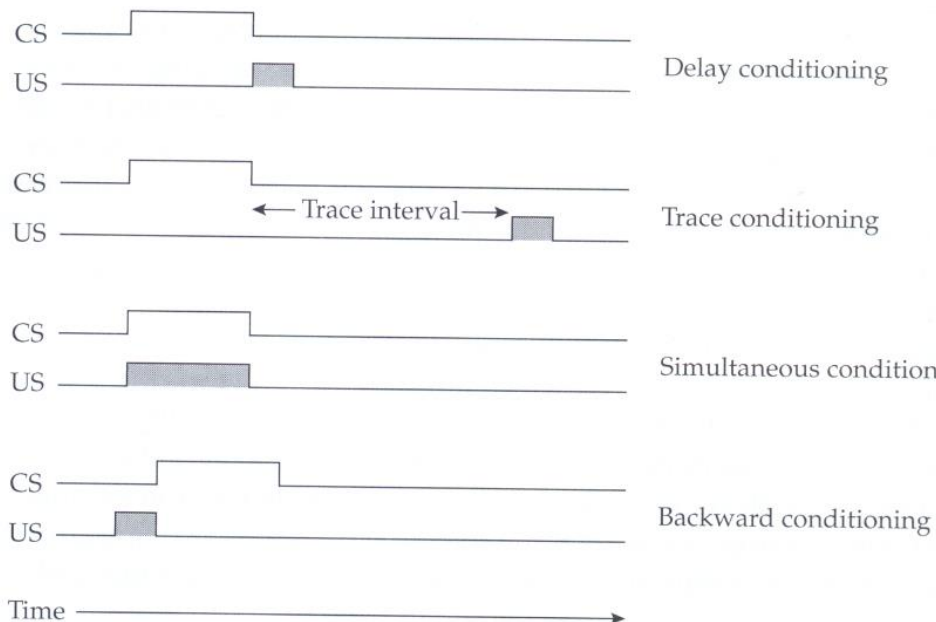 CS
US
Delay conditioning
CS
Trace interval
US
Trace conditioning
CS
US
Simultaneous condition
CS
US
Backward conditioning
Time